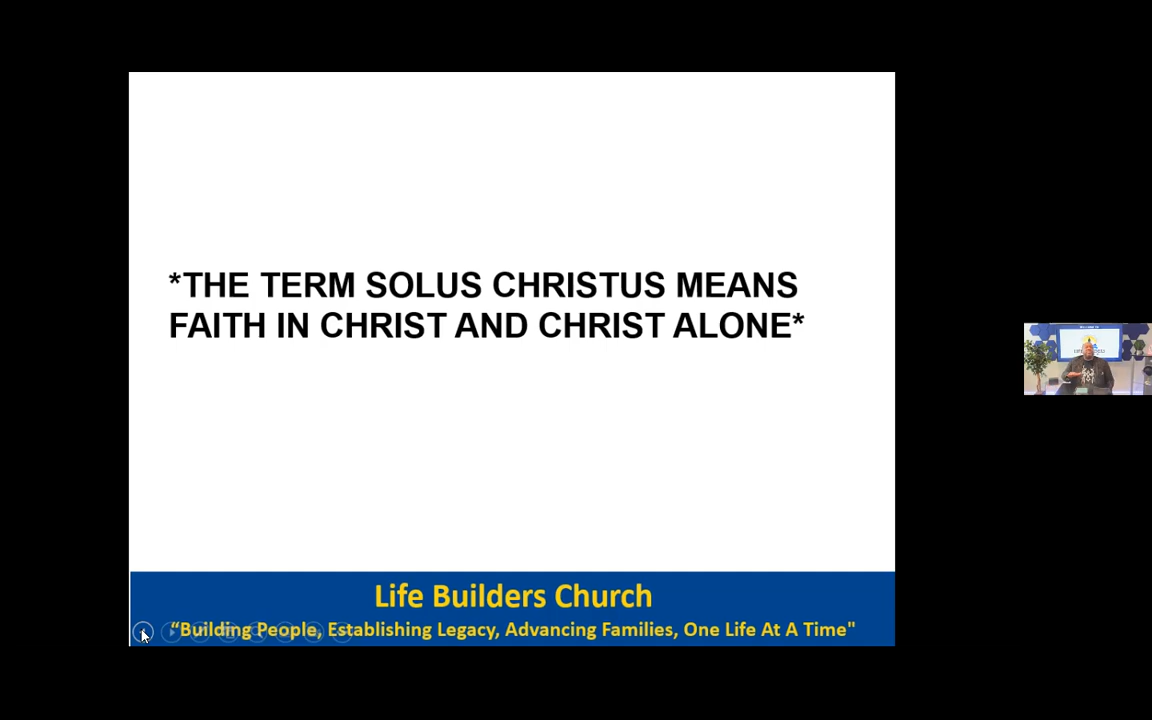 *THE TERM SOLUS CHRISTUS MEANS
FAITH IN CHRIST AND CHRIST ALONE*
Life Builders Church
“Building People, Establishing Legacy, Advancing Families, One Life At A Time"